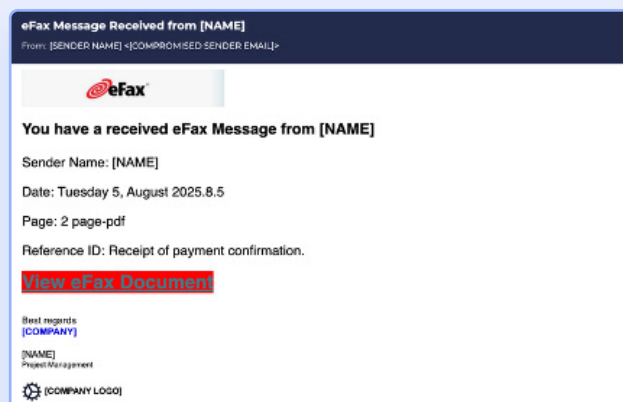 eFax Message Received from [NAME]
From: [SENDER NAME] <[COMPROMISED SENDER EMAIL]>
eFax
You have a received eFax Message from [NAME]
Sender Name: [NAME]
Date: Tuesday 5, August 2025.8.5
Page: 2 page-pdf
Reference ID: Receipt of payment confirmation.
View eFax Document
Best regards
[COMPANY]
[NAME]
Project Management
[COMPANY LOGO]